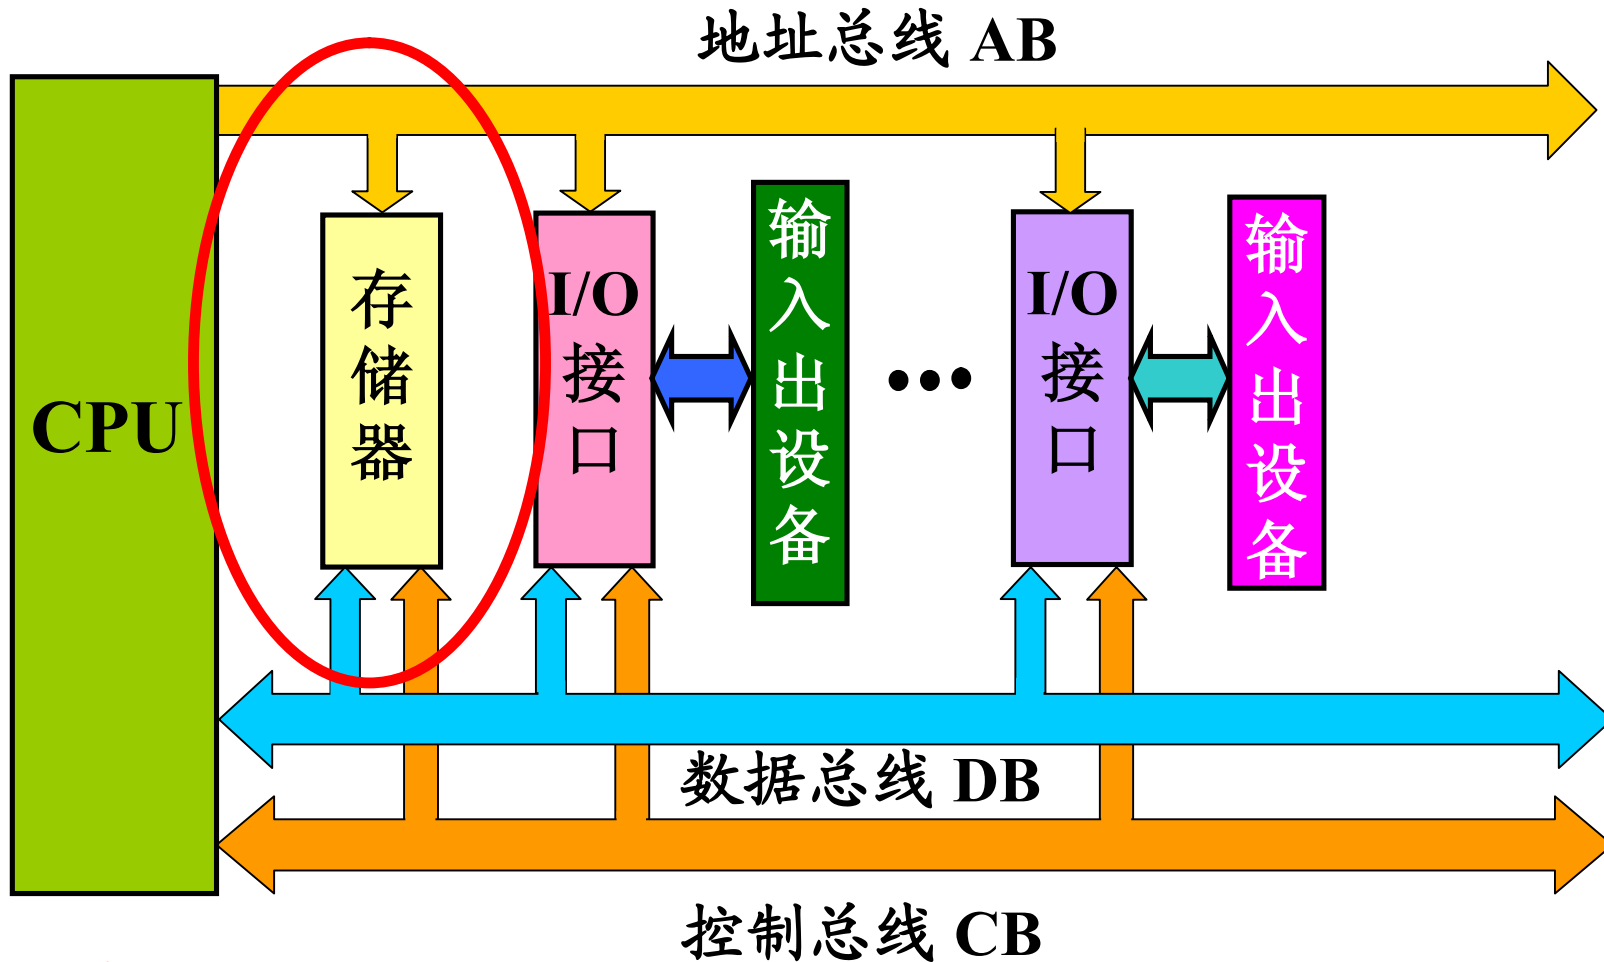 地址总线 AB
CPU
存储器
I/O接口
输入出设备
I/O接口
输入出设备
数据总线 DB
控制总线 CB